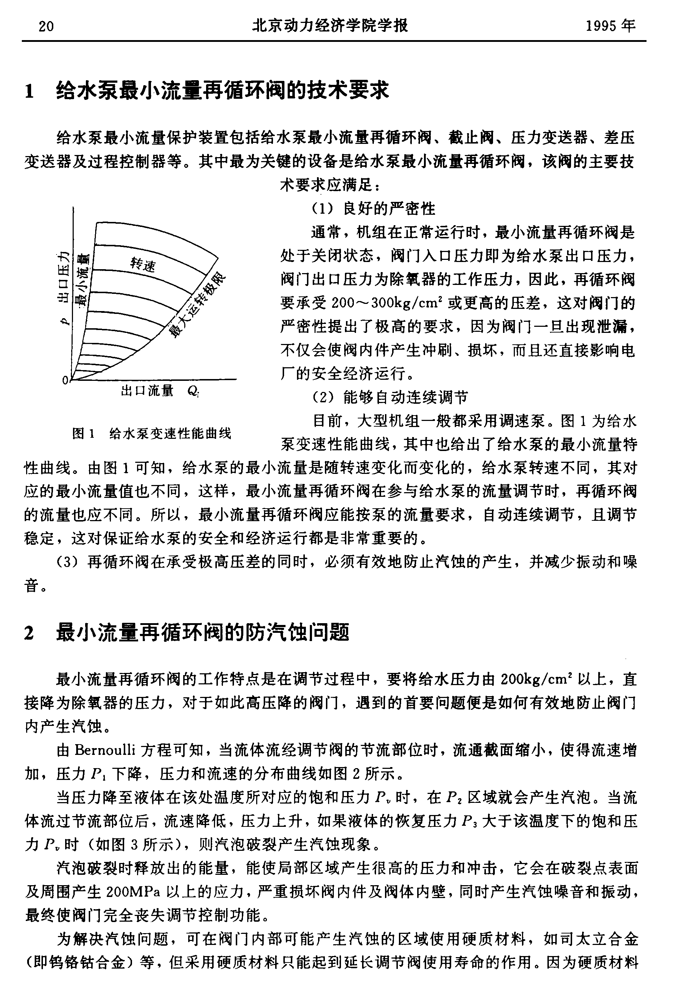 20 北京动力经济学院学报 1995 年
1 给水泵最小流量再循环阀的技术要求
给水泵最小流量保护装置包括给水泵最小流量再循环阀、截止阀、压力变送器、差压
变送器及过程控制器等。其中最为关键的设备是给水泵最小流量再循环阀，该阀的主要技
术要求应满足：
（1）良好的严密性
通常，机组在正常运行时，最小流量再循环阀是
处于关闭状态，阀门入口压力即为给水泵出口压力，
阀门出口压力为除氧器的工作压力，因此，再循环阀
要承受 200～300kg/cm² 或更高的压差，这对阀门的
严密性提出了极高的要求，因为阀门一旦出现泄漏，
不仅会使阀内件产生冲刷、损坏，而且还直接影响电
厂的安全经济运行。
P 出口压力
最小流量
转速
最大运转极限
0
出口流量 Qi
图 1 给水泵变速性能曲线
（2）能够自动连续调节
目前，大型机组一般都采用调速泵。图 1 为给水
泵变速性能曲线，其中也给出了给水泵的最小流量特
性曲线。由图 1 可知，给水泵的最小流量是随转速变化而变化的，给水泵转速不同，其对
应的最小流量值也不同，这样，最小流量再循环阀在参与给水泵的流量调节时，再循环阀
的流量也应不同。所以，最小流量再循环阀应能按泵的流量要求，自动连续调节，且调节
稳定，这对保证给水泵的安全和经济运行都是非常重要的。
（3）再循环阀在承受极高压差的同时，必须有效地防止汽蚀的产生，并减少振动和噪
音。
2 最小流量再循环阀的防汽蚀问题
最小流量再循环阀的工作特点是在调节过程中，要将给水压力由 200kg/cm² 以上，直
接降为除氧器的压力，对于如此高压降的阀门，遇到的首要问题便是如何有效地防止阀门
内产生汽蚀。
由 Bernoulli 方程可知，当流体流经调节阀的节流部位时，流通截面缩小，使得流速增
加，压力 P₁ 下降，压力和流速的分布曲线如图 2 所示。
当压力降至液体在该处温度所对应的饱和压力 Pᵥ 时，在 P₂ 区域就会产生汽泡。当流
体流过节流部位后，流速降低，压力上升，如果液体的恢复压力 P₃ 大于该温度下的饱和压
力 Pᵥ 时（如图 3 所示），则汽泡破裂产生汽蚀现象。
汽泡破裂时释放出的能量，能使局部区域产生很高的压力和冲击，它会在破裂点表面
及周围产生 200MPa 以上的应力，严重损坏阀内件及阀体内壁，同时产生汽蚀噪音和振动，
最终使阀门完全丧失调节控制功能。
为解决汽蚀问题，可在阀门内部可能产生汽蚀的区域使用硬质材料，如司太立合金
（即钨铬钴合金）等，但采用硬质材料只能起到延长调节阀使用寿命的作用。因为硬质材料